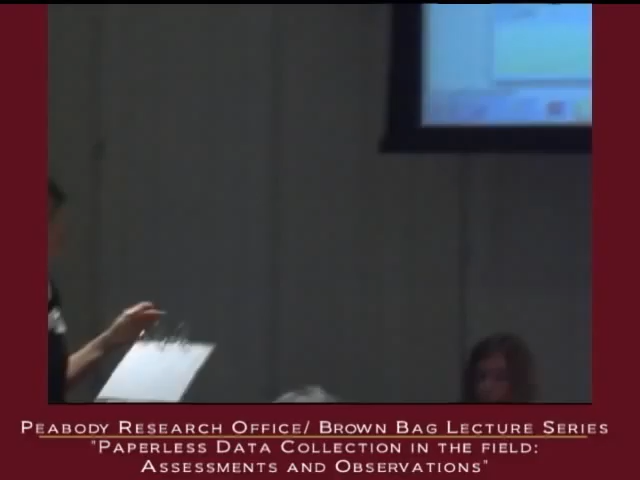 Peabody Research Office/ Brown Bag Lecture Series
"Paperless Data Collection in the field:
Assessments and Observations"